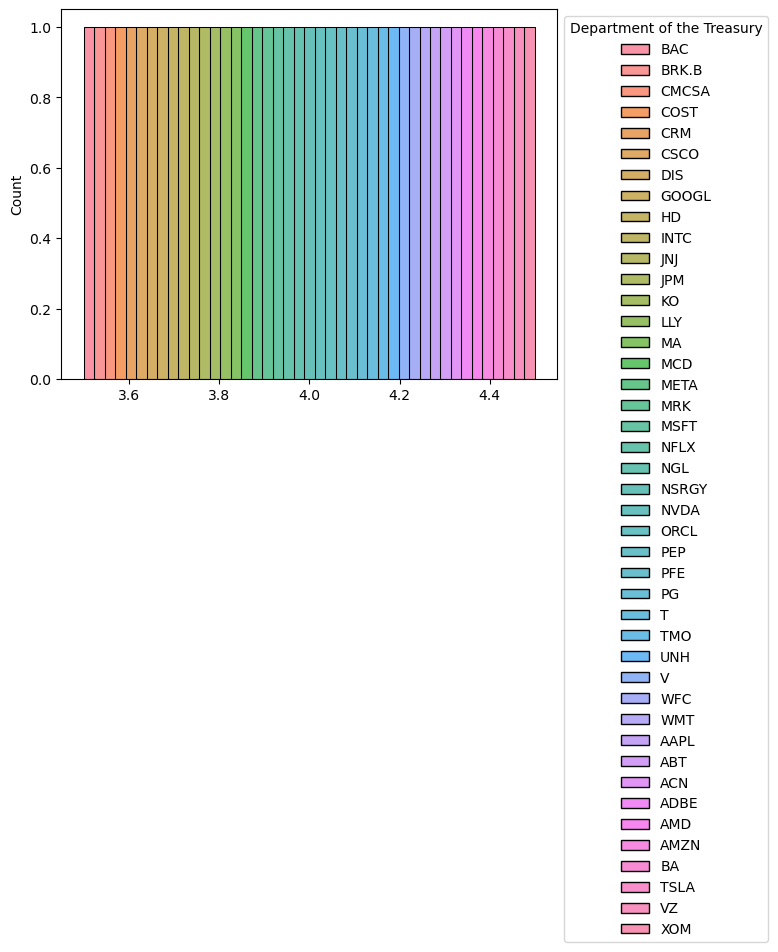 1.0
0.8
0.6
0.4
0.2
0.0
Count
3.6 3.8 4.0 4.2 4.4
Department of the Treasury
BAC
BRK.B
CMCSA
COST
CRM
CSCO
DIS
GOOGL
HD
INTC
JNJ
JPM
KO
LLY
MA
MCD
META
MRK
MSFT
NFLX
NGL
NSRGY
NVDA
ORCL
PEP
PFE
PG
T
TMO
UNH
V
WFC
WMT
AAPL
ABT
ACN
ADBE
AMD
AMZN
BA
TSLA
VZ
XOM